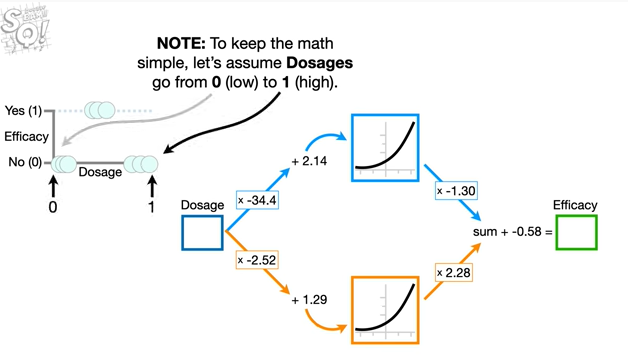 NOTE: To keep the math
simple, let's assume Dosages
go from 0 (low) to 1 (high).
Yes (1)
Efficacy
No (0)
Dosage
0
1
+ 2.14
x -34.4
x -1.30
Dosage
Efficacy
sum + -0.58 =
x -2.52
x 2.28
+ 1.29